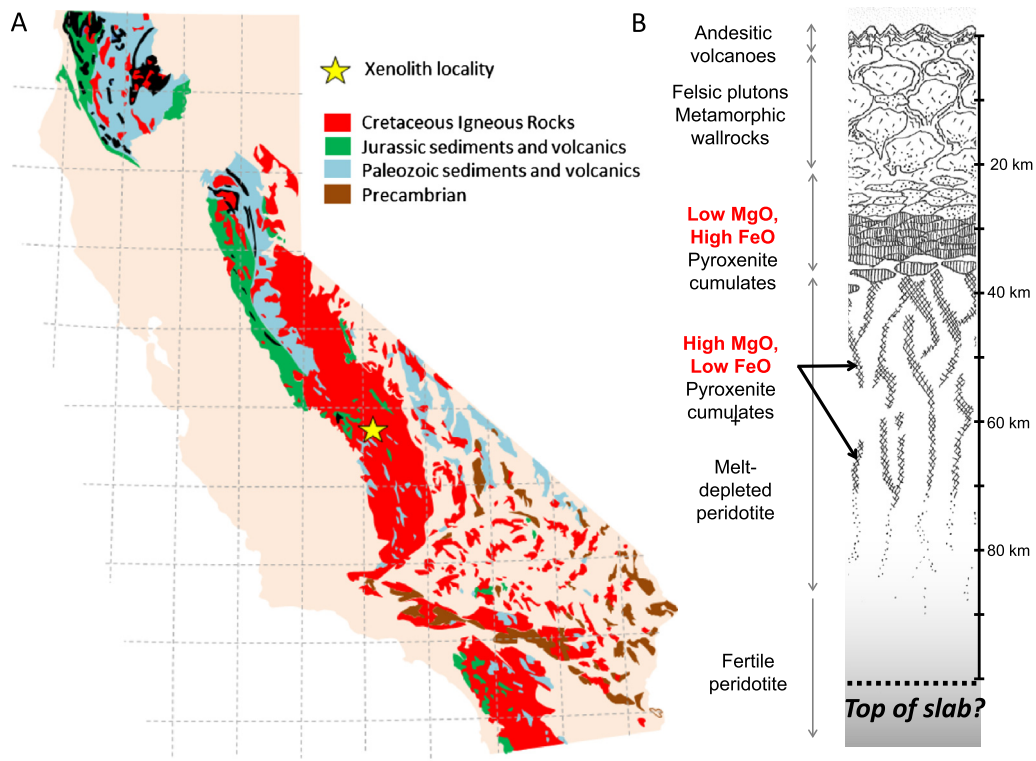 A
Xenolith locality
Cretaceous Igneous Rocks
Jurassic sediments and volcanics
Paleozoic sediments and volcanics
Precambrian
B
Andesitic
volcanoes
Felsic plutons
Metamorphic
wallrocks
Low MgO,
High FeO
Pyroxenite
cumulates
High MgO,
Low FeO
Pyroxenite
cumulates
+
Melt-
depleted
peridotite
Fertile
peridotite
20 km
40 km
60 km
80 km
Top of slab?